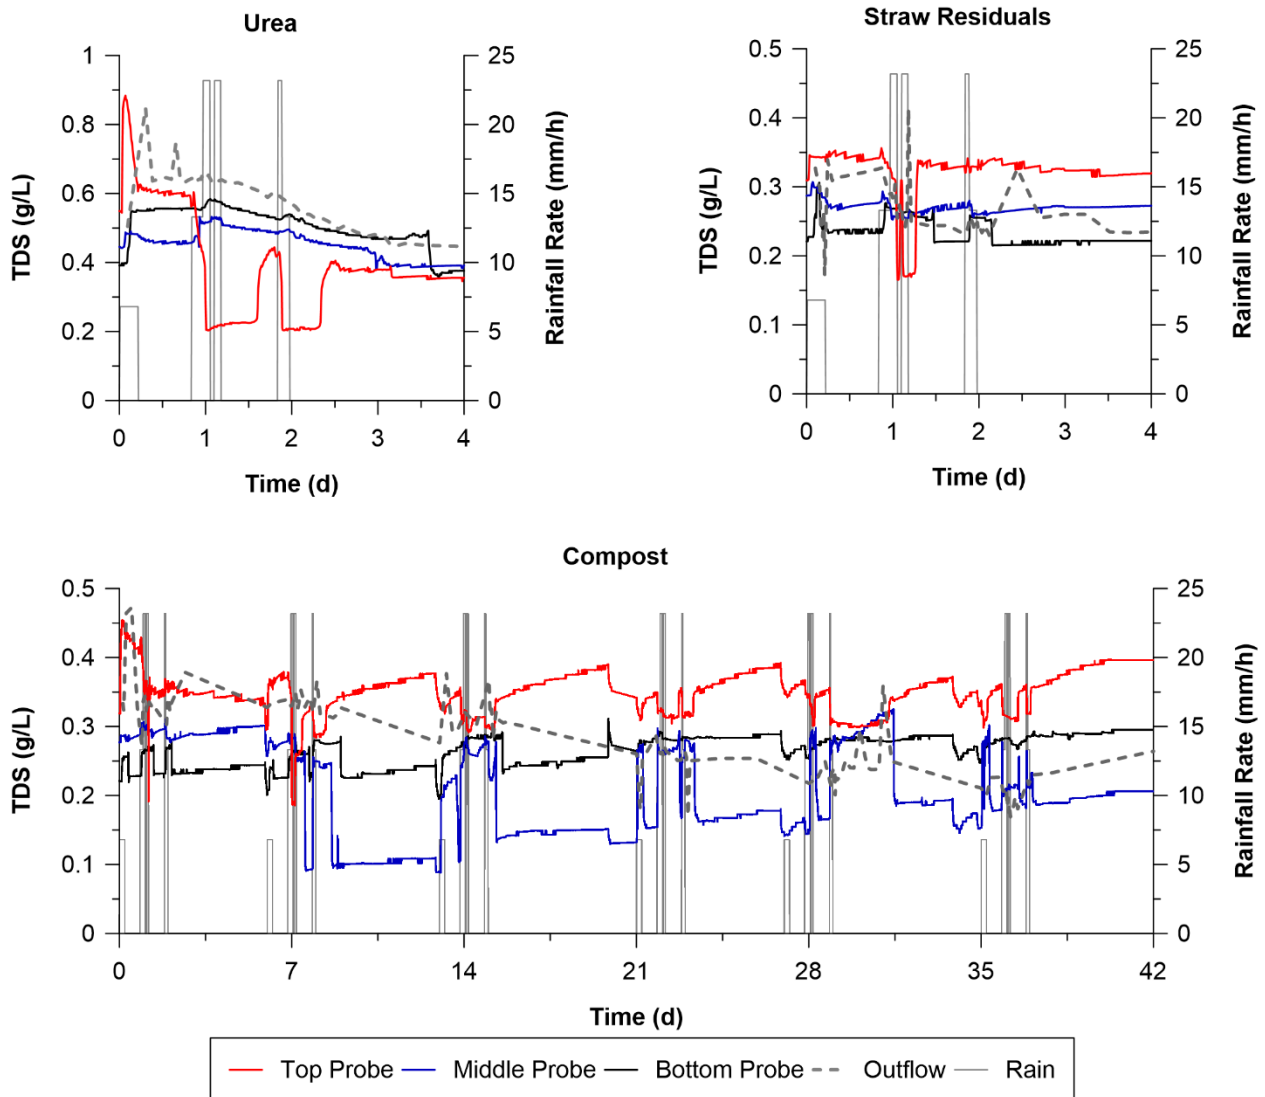 Urea
1
0.8
0.6
0.4
0.2
0
TDS (g/L)
25
20
15
10
5
0
Rainfall Rate (mm/h)
0 1 2 3 4
Time (d)
Straw Residuals
0.5
0.4
0.3
0.2
0.1
0
TDS (g/L)
25
20
15
10
5
0
Rainfall Rate (mm/h)
0 1 2 3 4
Time (d)
Compost
0.5
0.4
0.3
0.2
0.1
0
TDS (g/L)
25
20
15
10
5
0
Rainfall Rate (mm/h)
0 7 14 21 28 35 42
Time (d)
Top Probe Middle Probe Bottom Probe Outflow Rain